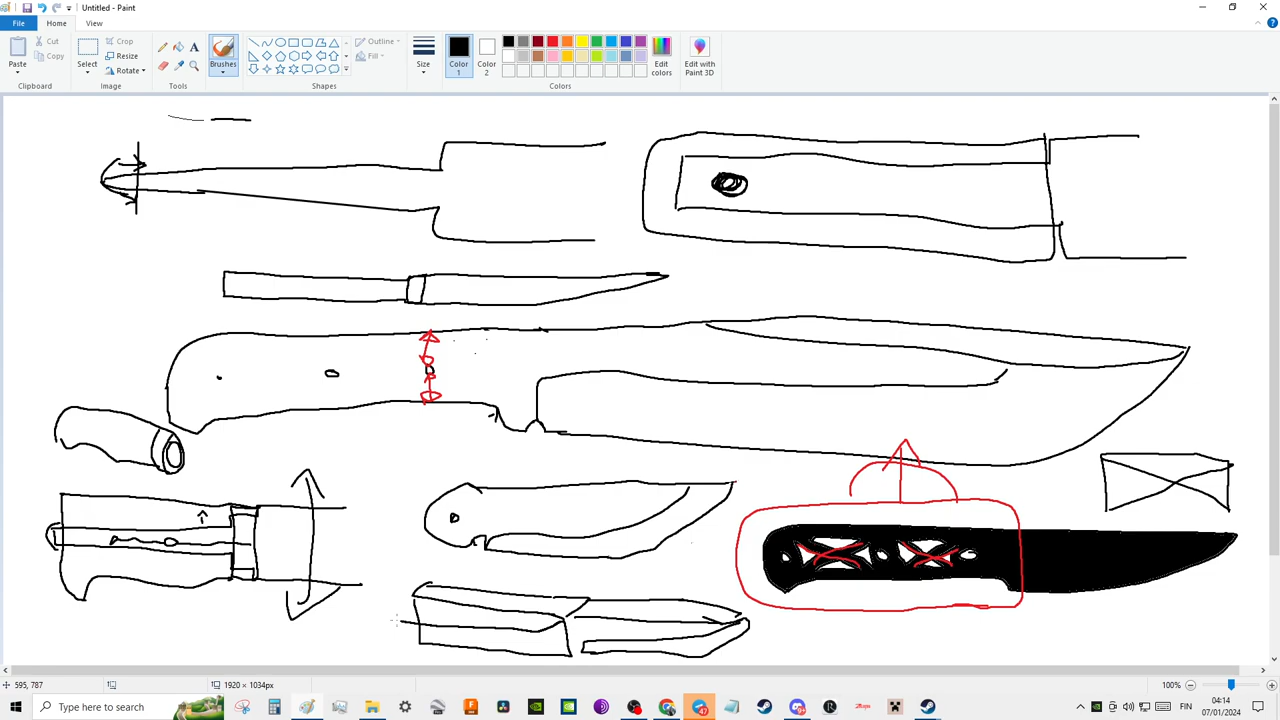 Untitled - Paint
File Home View
Paste
Cut
Copy
Clipboard
Select
Crop
Resize
Rotate
Image
Tools
Brushes
Shapes
Outline
Fill
Size
Color 1
Color 2
Edit colors
Edit with Paint 3D
Colors
595, 787px
1920 × 1034px
100%
Type here to search
FIN
04:14
07/01/2024